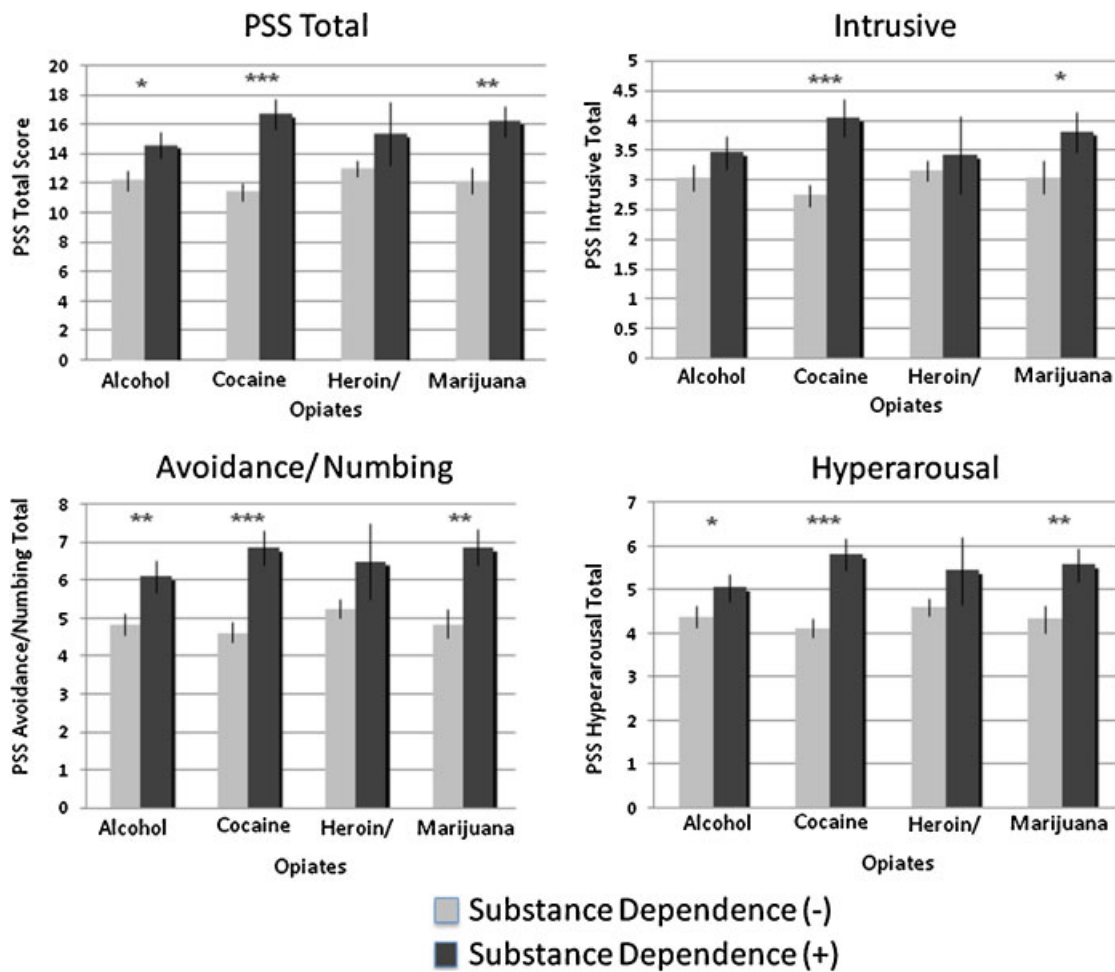 PSS Total
PSS Total Score
20
18
16
14
12
10
8
6
4
2
0
*
***
**
Alcohol Cocaine Heroin/ Marijuana
Opiates
Intrusive
PSS Intrusive Total
5
4.5
4
3.5
3
2.5
2
1.5
1
0.5
0
***
*
Alcohol Cocaine Heroin/ Marijuana
Opiates
Avoidance/ Numbing
PSS Avoidance/Numbing Total
8
7
6
5
4
3
2
1
0
**
***
**
Alcohol Cocaine Heroin/ Marijuana
Opiates
Hyperarousal
PSS Hyperarousal Total
7
6
5
4
3
2
1
0
*
***
**
Alcohol Cocaine Heroin/ Marijuana
Opiates
Substance Dependence (-)
Substance Dependence (+)